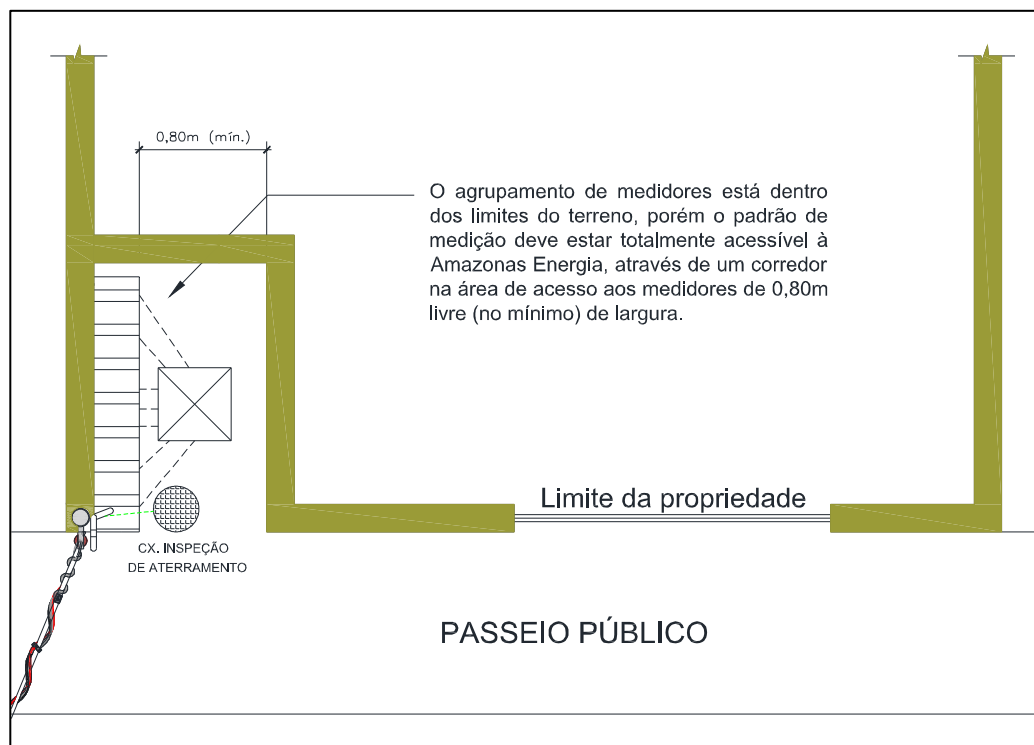 0,80m (mín.)
O agrupamento de medidores está dentro
dos limites do terreno, porém o padrão de
medição deve estar totalmente acessível à
Amazonas Energia, através de um corredor
na área de acesso aos medidores de 0,80m
livre (no mínimo) de largura.
Limite da propriedade
CX. INSPEÇÃO
DE ATERRAMENTO
PASSEIO PÚBLICO